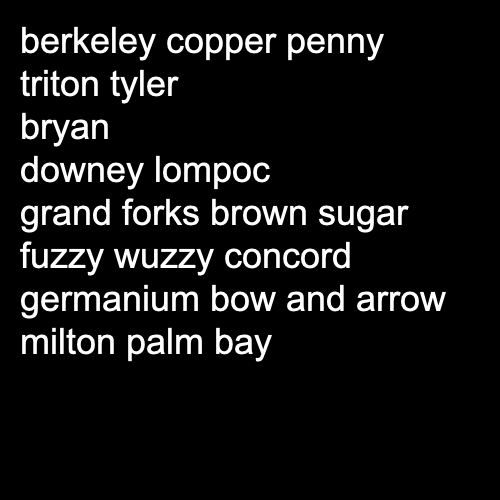 berkeley copper penny
triton tyler
bryan
downey lompoc
grand forks brown sugar
fuzzy wuzzy concord
germanium bow and arrow
milton palm bay